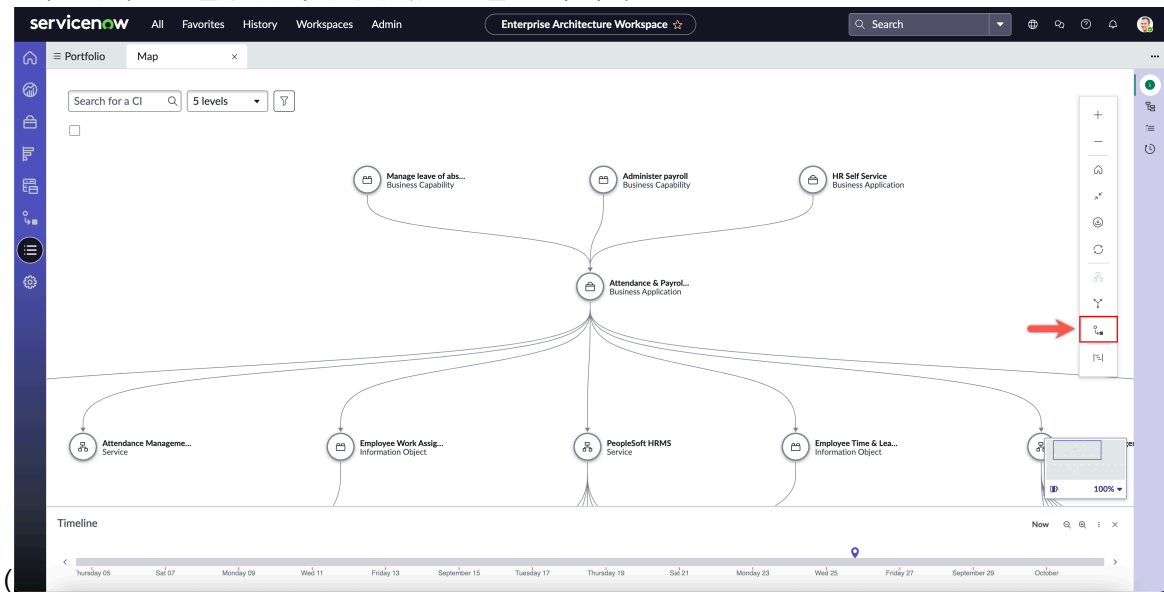 servicenow All Favorites History Workspaces Admin Enterprise Architecture Workspace Search
Portfolio Map
Search for a CI 5 levels
Manage leave of abs...
Business Capability
Administer payroll
Business Capability
HR Self Service
Business Application
Attendance & Payrol...
Business Application
Attendance Manageme...
Service
Employee Work Assig...
Information Object
PeopleSoft HRMS
Service
Employee Time & Lea...
Information Object
100%
Timeline Now
Thursday 05 Sat 07 Monday 09 Wed 11 Friday 13 September 15 Tuesday 17 Thursday 19 Sat 21 Monday 23 Wed 25 Friday 27 September 29 October
(